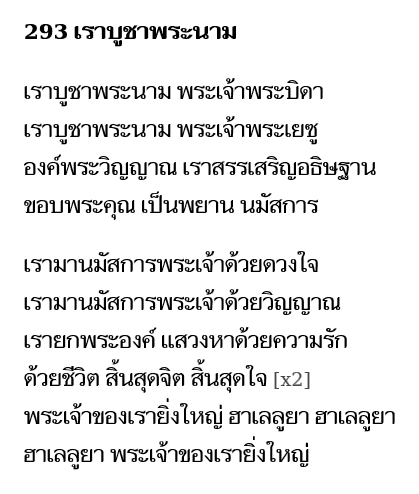 293 เราบูชาพระนาม
เราบูชาพระนาม พระเจ้าพระบิดา
เราบูชาพระนาม พระเจ้าพระเยซู
องค์พระวิญญาณ เราสรรเสริญอธิษฐาน
ขอบพระคุณ เป็นพยาน นมัสการ
เรามานมัสการพระเจ้าด้วยดวงใจ
เรามานมัสการพระเจ้าด้วยวิญญาณ
เรายกพระองค์ แสวงหาด้วยความรัก
ด้วยชีวิต สิ้นสุดจิต สิ้นสุดใจ [x2]
พระเจ้าของเรายิ่งใหญ่ ฮาเลลูยา ฮาเลลูยา
ฮาเลลูยา พระเจ้าของเรายิ่งใหญ่